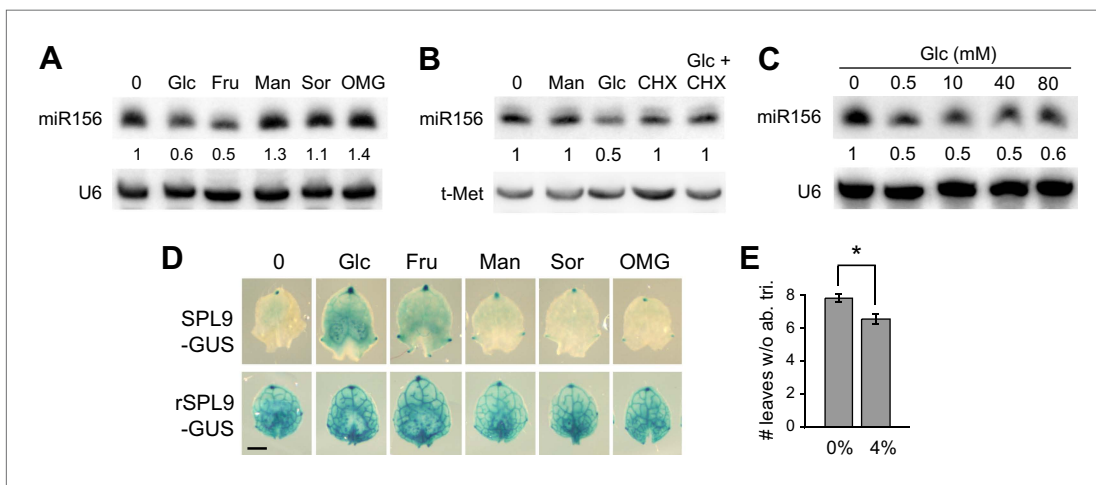 A
0 Glc Fru Man Sor OMG
miR156
1 0.6 0.5 1.3 1.1 1.4
U6
B
0 Man Glc CHX Glc + CHX
miR156
1 1 0.5 1 1
t-Met
C
Glc (mM)
0 0.5 10 40 80
miR156
1 0.5 0.5 0.5 0.6
U6
D
0 Glc Fru Man Sor OMG
SPL9
-GUS
rSPL9
-GUS
E
*
# leaves w/o ab. tri.
8
6
4
2
0
0% 4%